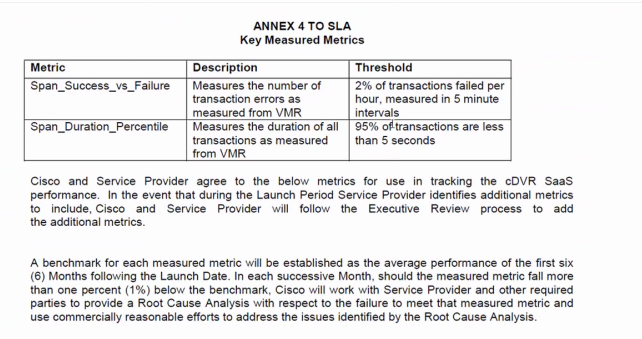 ANNEX 4 TO SLA
Key Measured Metrics
Metric Description Threshold
Span_Success_vs_Failure Measures the number of 2% of transactions failed per
transaction errors as hour, measured in 5 minute
measured from VMR intervals
Span_Duration_Percentile Measures the duration of all 95% of transactions are less
transactions as measured than 5 seconds
from VMR
Cisco and Service Provider agree to the below metrics for use in tracking the cDVR SaaS
performance. In the event that during the Launch Period Service Provider identifies additional metrics
to include, Cisco and Service Provider will follow the Executive Review process to add
the additional metrics.
A benchmark for each measured metric will be established as the average performance of the first six
(6) Months following the Launch Date. In each successive Month, should the measured metric fall more
than one percent (1%) below the benchmark, Cisco will work with Service Provider and other required
parties to provide a Root Cause Analysis with respect to the failure to meet that measured metric and
use commercially reasonable efforts to address the issues identified by the Root Cause Analysis.